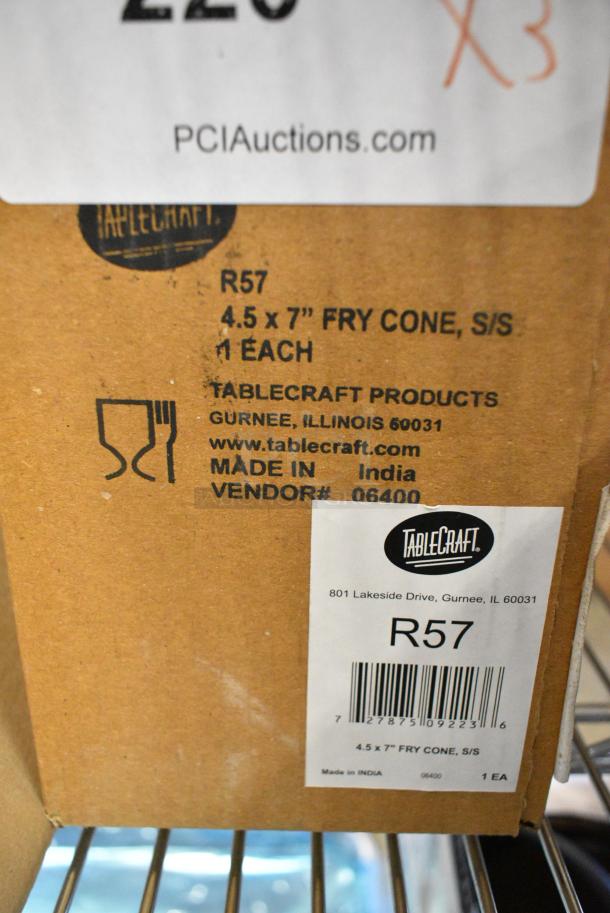 X3
PCIAuctions.com
TABLECRAFT
R57
4.5 x 7" FRY CONE, S/S
1 EACH
TABLECRAFT PRODUCTS
GURNEE, ILLINOIS 60031
www.tablecraft.com
MADE IN India
VENDOR# 06400
TABLECRAFT
801 Lakeside Drive, Gurnee, IL 60031
R57
7 27875 09223 6
4.5 x 7" FRY CONE, S/S
Made in INDIA 06400 1 EA